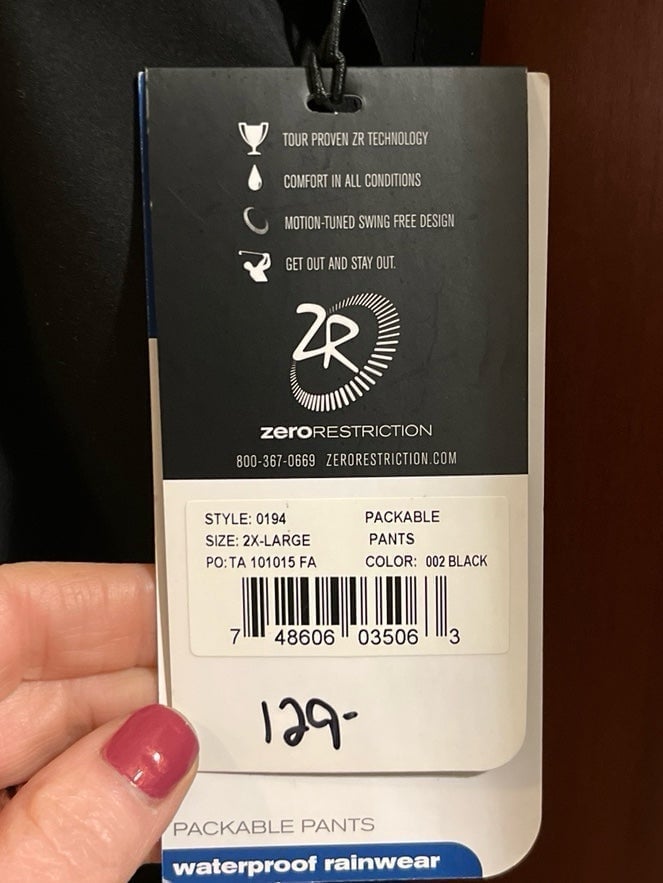 TOUR PROVEN ZR TECHNOLOGY
COMFORT IN ALL CONDITIONS
MOTION-TUNED SWING FREE DESIGN
GET OUT AND STAY OUT.
ZR
zeroRESTRICTION
800-367-0669 ZERORESTRICTION.COM
STYLE: 0194 PACKABLE
SIZE: 2X-LARGE PANTS
PO: TA 101015 FA COLOR: 002 BLACK
7 48606 03506 3
129-
PACKABLE PANTS
waterproof rainwear